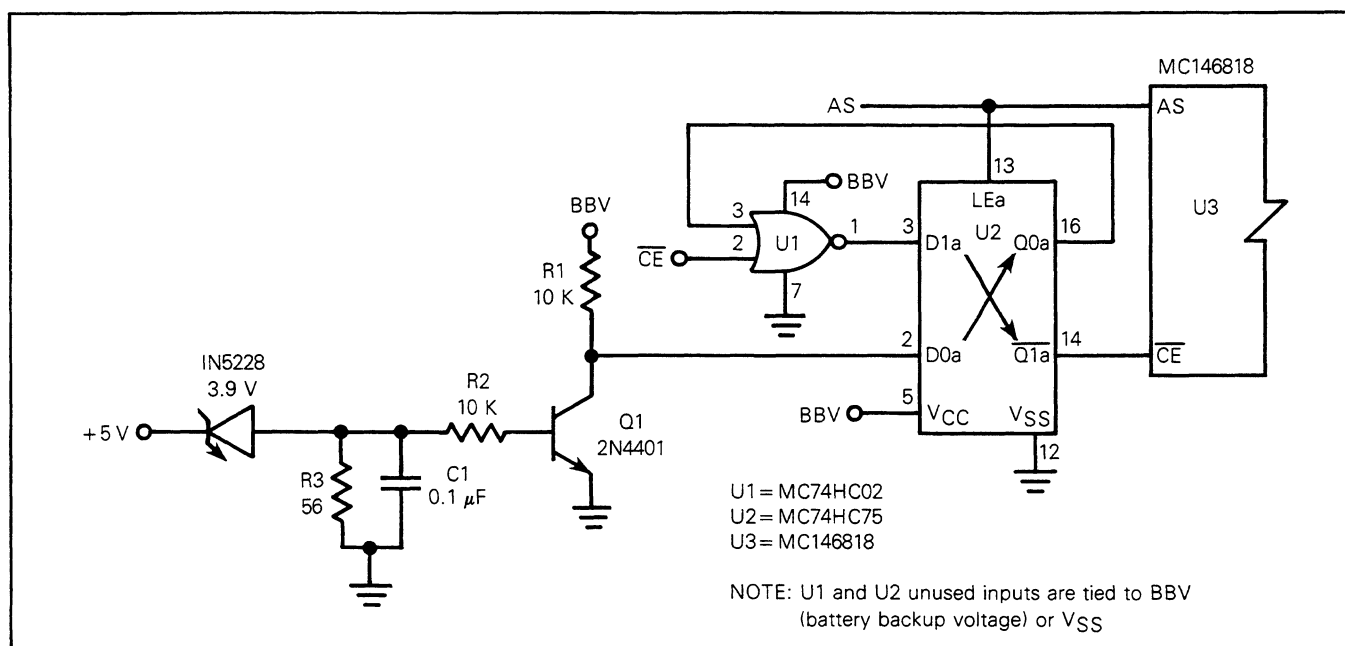 MC146818
AS
AS
13
BBV
14
LEa
U3
BBV
3
1
3
D1a
U2
Q0a
16
C̅E̅
2
U1
R1
10 K
7
2
D0a
Q̅1̅a̅
14
C̅E̅
IN5228
3.9 V
R2
10 K
Q1
2N4401
BBV
5
VCC
VSS
12
+5 V
R3
56
C1
0.1 μF
U1=MC74HC02
U2=MC74HC75
U3=MC146818
NOTE: U1 and U2 unused inputs are tied to BBV
(battery backup voltage) or VSS